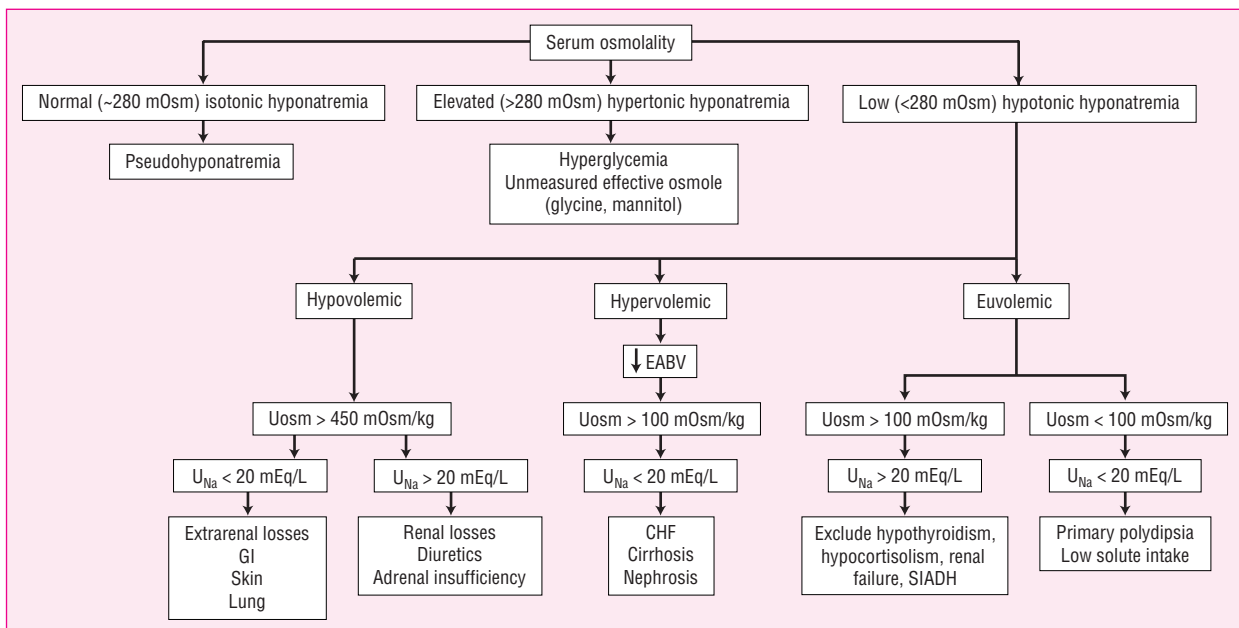 Serum osmolality
Normal (~280 mOsm) isotonic hyponatremia
Elevated (>280 mOsm) hypertonic hyponatremia
Low (<280 mOsm) hypotonic hyponatremia
Pseudohyponatremia
Hyperglycemia
Unmeasured effective osmole
(glycine, mannitol)
Hypovolemic
Hypervolemic
Euvolemic
↓ EABV
Uosm > 450 mOsm/kg
Uosm > 100 mOsm/kg
Uosm > 100 mOsm/kg
Uosm < 100 mOsm/kg
UNa < 20 mEq/L
UNa > 20 mEq/L
UNa < 20 mEq/L
UNa > 20 mEq/L
UNa < 20 mEq/L
Extrarenal losses
GI
Skin
Lung
Renal losses
Diuretics
Adrenal insufficiency
CHF
Cirrhosis
Nephrosis
Exclude hypothyroidism,
hypocortisolism, renal
failure, SIADH
Primary polydipsia
Low solute intake